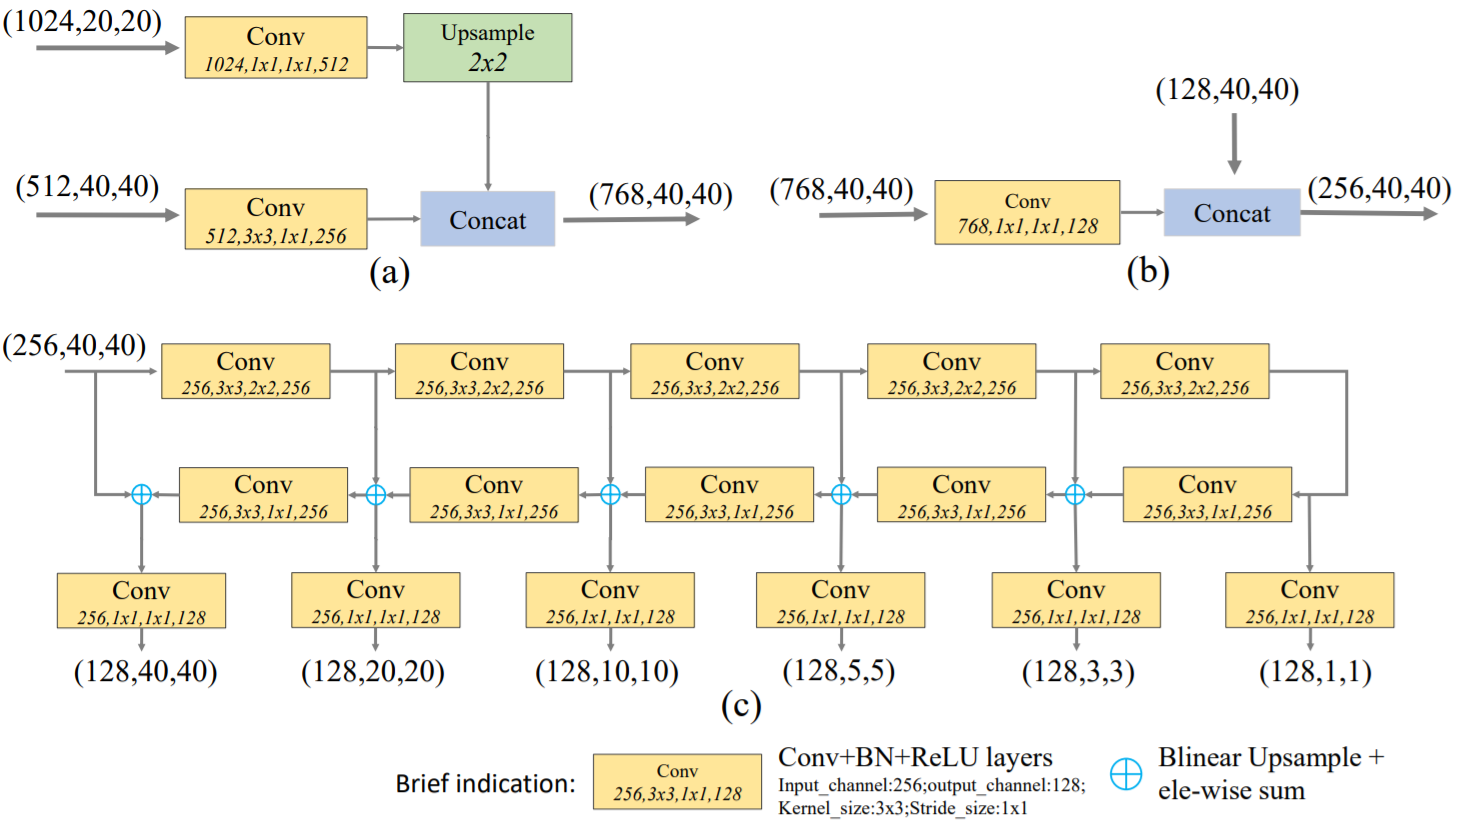 (1024,20,20)
Conv
1024,1x1,1x1,512
Upsample
2x2
(512,40,40)
Conv
512,3x3,1x1,256
Concat
(768,40,40)
(a)
(128,40,40)
(768,40,40)
Conv
768,1x1,1x1,128
Concat
(256,40,40)
(b)
(256,40,40)
Conv
256,3x3,2x2,256
Conv
256,3x3,2x2,256
Conv
256,3x3,2x2,256
Conv
256,3x3,2x2,256
Conv
256,3x3,2x2,256
Conv
256,3x3,1x1,256
Conv
256,3x3,1x1,256
Conv
256,3x3,1x1,256
Conv
256,3x3,1x1,256
Conv
256,3x3,1x1,256
Conv
256,1x1,1x1,128
Conv
256,1x1,1x1,128
Conv
256,1x1,1x1,128
Conv
256,1x1,1x1,128
Conv
256,1x1,1x1,128
Conv
256,1x1,1x1,128
(128,40,40)
(128,20,20)
(128,10,10)
(128,5,5)
(128,3,3)
(128,1,1)
(c)
Brief indication:
Conv
256,3x3,1x1,128
Conv+BN+ReLU layers
Input_channel:256;output_channel:128;
Kernel_size:3x3;Stride_size:1x1
Blinear Upsample +
ele-wise sum